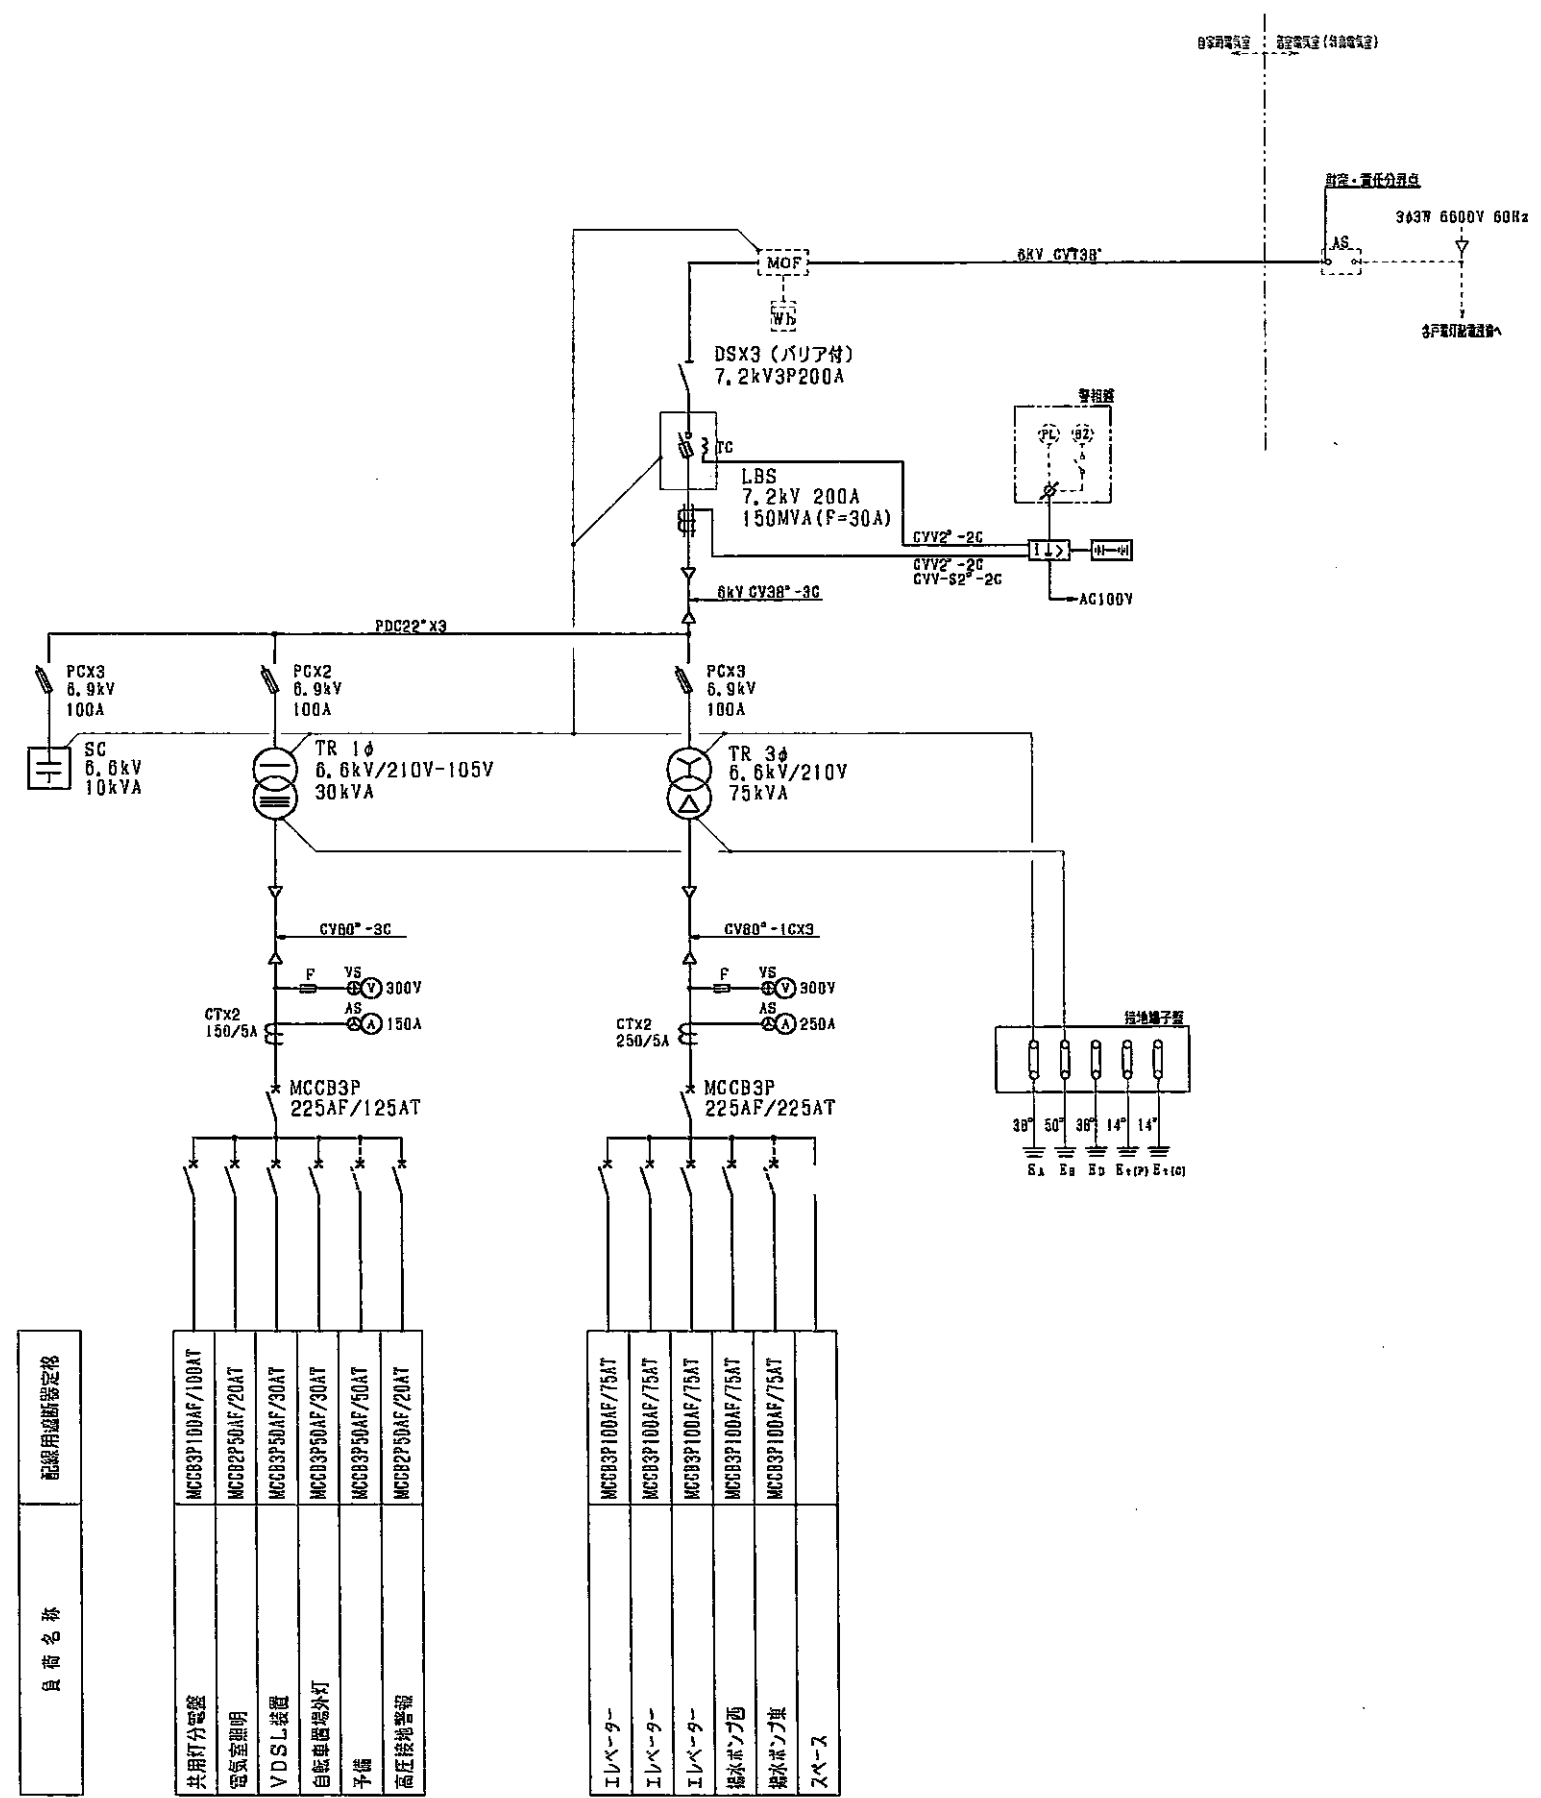 自家用電気室
借室電気室(弱電電気室)
財産・責任分界点
3φ3W 6600V 60Hz
AS
6KV CVT38°
MOF
Wh
各戸電灯配電設備へ
DSX3(バリア付)
7.2kV3P200A
警報盤
PL
BZ
TC
LBS
7.2kV 200A
150MVA(F=30A)
CVV2°-2C
CVV2°-2C
CVV-S2°-2C
I⏚>
AC100V
6kV CV38°-3C
PDC22°X3
PCX3
6.9kV
100A
PCX2
6.9kV
100A
PCX3
6.9kV
100A
SC
6.6kV
10kVA
TR 1φ
6.6kV/210V-105V
30kVA
TR 3φ
6.6kV/210V
75kVA
CV60°-3C
CV80°-1CX3
F
VS
V
300V
AS
A
150A
CTX2
150/5A
F
VS
V
300V
AS
A
250A
CTX2
250/5A
接地端子盤
MCCB3P
225AF/125AT
MCCB3P
225AF/225AT
38°
50°
38°
14°
14°
EA
EB
ED
Et(P)
Et(C)
配線用遮断器定格
MCCB3P100AF/100AT
MCCB2P50AF/20AT
MCCB3P50AF/30AT
MCCB3P50AF/30AT
MCCB3P50AF/50AT
MCCB2P50AF/20AT
MCCB3P100AF/75AT
MCCB3P100AF/75AT
MCCB3P100AF/75AT
MCCB3P100AF/75AT
MCCB3P100AF/75AT
負荷名称
共用灯分電盤
電気室照明
VDSL装置
自転車置場外灯
予備
高圧接地警報
エレベーター
エレベーター
エレベーター
揚水ポンプ西
揚水ポンプ東
スペース